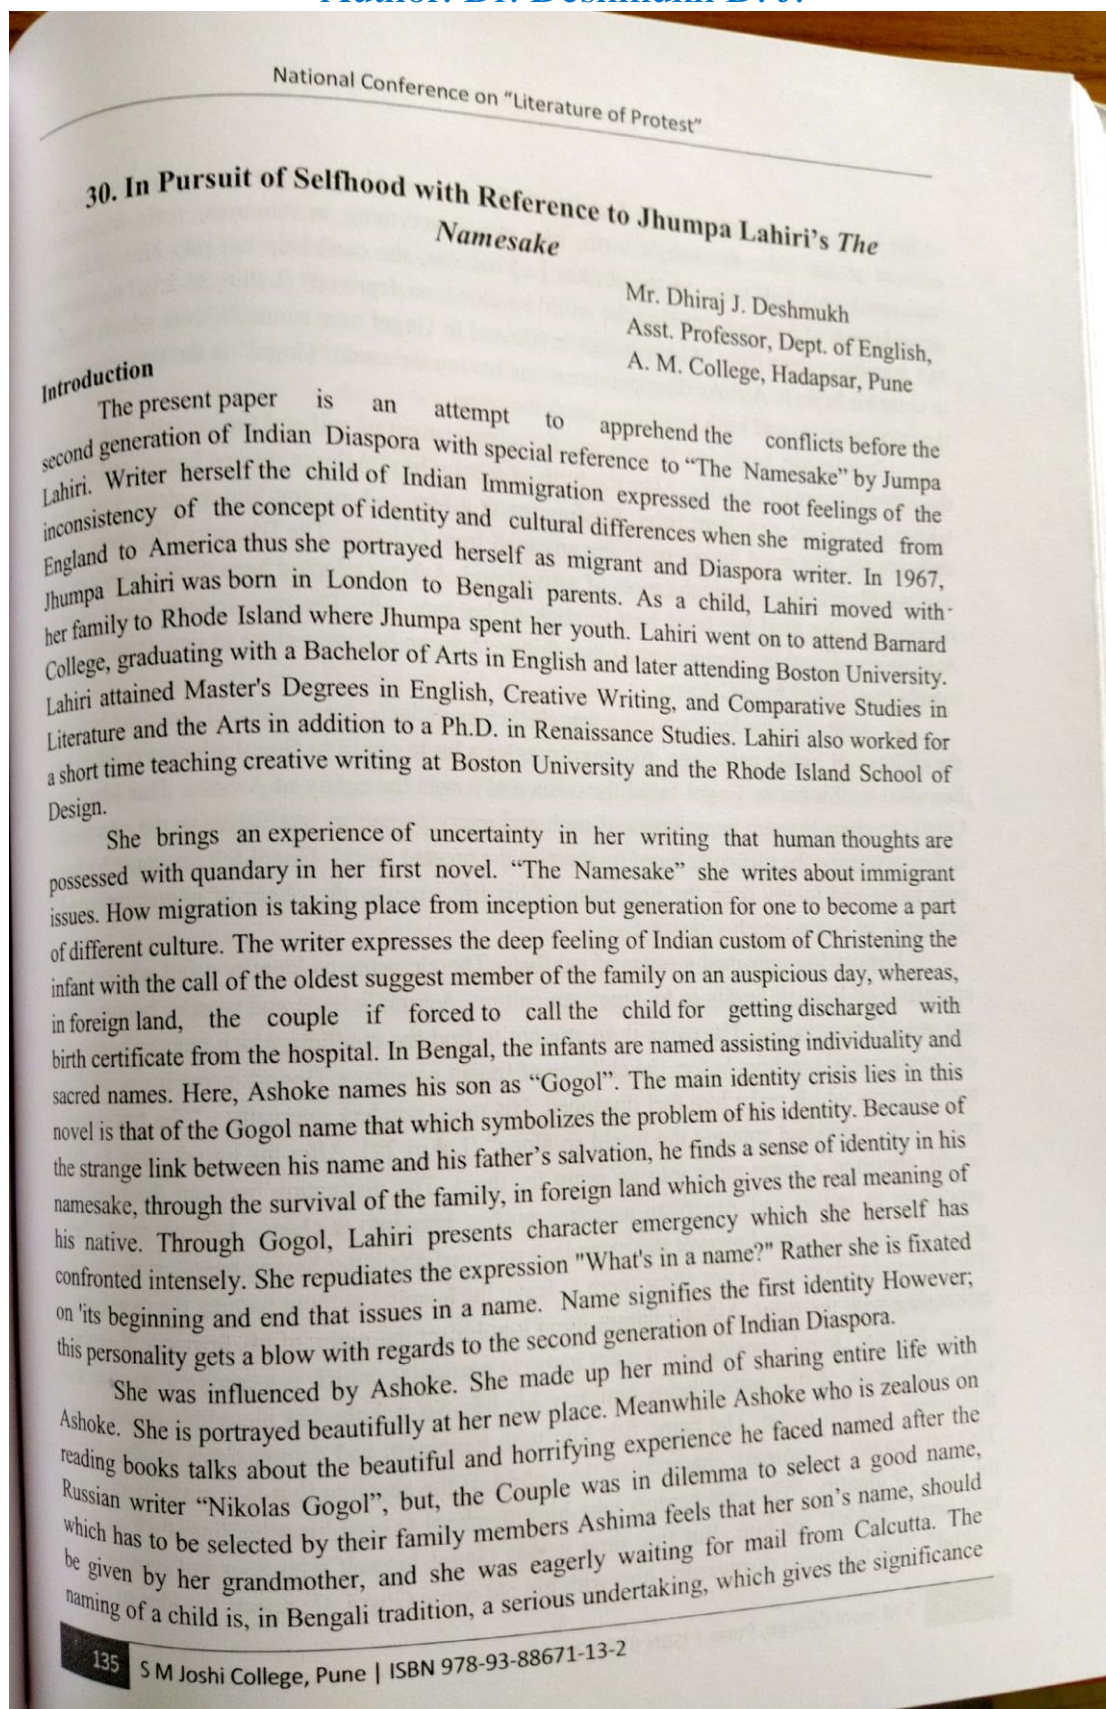 Author: Dr. Deshmukh D. J.
National Conference on "Literature of Protest"
30. In Pursuit of Selfhood with Reference to Jhumpa Lahiri's The
Namesake
Mr. Dhiraj J. Deshmukh
Asst. Professor, Dept. of English,
A. M. College, Hadapsar, Pune
Introduction
The present paper is an attempt to apprehend the conflicts before the
second generation of Indian Diaspora with special reference to "The Namesake" by Jumpa
Lahiri. Writer herself the child of Indian Immigration expressed the root feelings of the
inconsistency of the concept of identity and cultural differences when she migrated from
England to America thus she portrayed herself as migrant and Diaspora writer. In 1967,
Jhumpa Lahiri was born in London to Bengali parents. As a child, Lahiri moved with
her family to Rhode Island where Jhumpa spent her youth. Lahiri went on to attend Barnard
College, graduating with a Bachelor of Arts in English and later attending Boston University.
Lahiri attained Master's Degrees in English, Creative Writing, and Comparative Studies in
Literature and the Arts in addition to a Ph.D. in Renaissance Studies. Lahiri also worked for
a short time teaching creative writing at Boston University and the Rhode Island School of
Design.
She brings an experience of uncertainty in her writing that human thoughts are
possessed with quandary in her first novel. "The Namesake" she writes about immigrant
issues. How migration is taking place from inception but generation for one to become a part
of different culture. The writer expresses the deep feeling of Indian custom of Christening the
infant with the call of the oldest suggest member of the family on an auspicious day, whereas,
in foreign land, the couple if forced to call the child for getting discharged with
birth certificate from the hospital. In Bengal, the infants are named assisting individuality and
sacred names. Here, Ashoke names his son as "Gogol". The main identity crisis lies in this
novel is that of the Gogol name that which symbolizes the problem of his identity. Because of
the strange link between his name and his father's salvation, he finds a sense of identity in his
namesake, through the survival of the family, in foreign land which gives the real meaning of
his native. Through Gogol, Lahiri presents character emergency which she herself has
confronted intensely. She repudiates the expression "What's in a name?" Rather she is fixated
on 'its beginning and end that issues in a name. Name signifies the first identity However;
this personality gets a blow with regards to the second generation of Indian Diaspora.
She was influenced by Ashoke. She made up her mind of sharing entire life with
Ashoke. She is portrayed beautifully at her new place. Meanwhile Ashoke who is zealous on
reading books talks about the beautiful and horrifying experience he faced named after the
Russian writer "Nikolas Gogol", but, the Couple was in dilemma to select a good name,
which has to be selected by their family members Ashima feels that her son's name, should
be given by her grandmother, and she was eagerly waiting for mail from Calcutta. The
naming of a child is, in Bengali tradition, a serious undertaking, which gives the significance
135 S M Joshi College, Pune | ISBN 978-93-88671-13-2